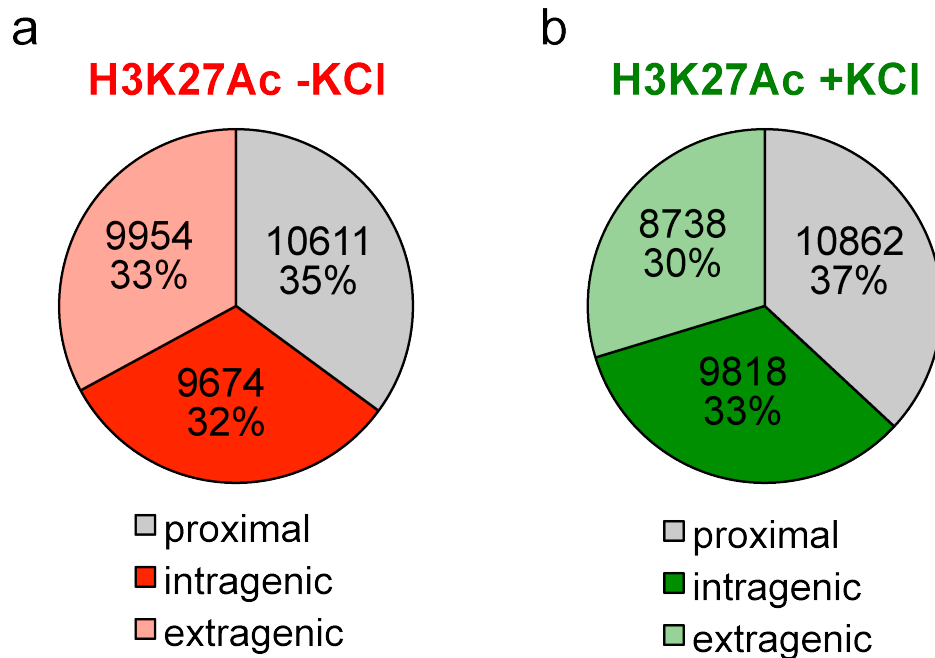 a
H3K27Ac -KCl
9954
33%
10611
35%
9674
32%
proximal
intragenic
extragenic
b
H3K27Ac +KCl
8738
30%
10862
37%
9818
33%
proximal
intragenic
extragenic